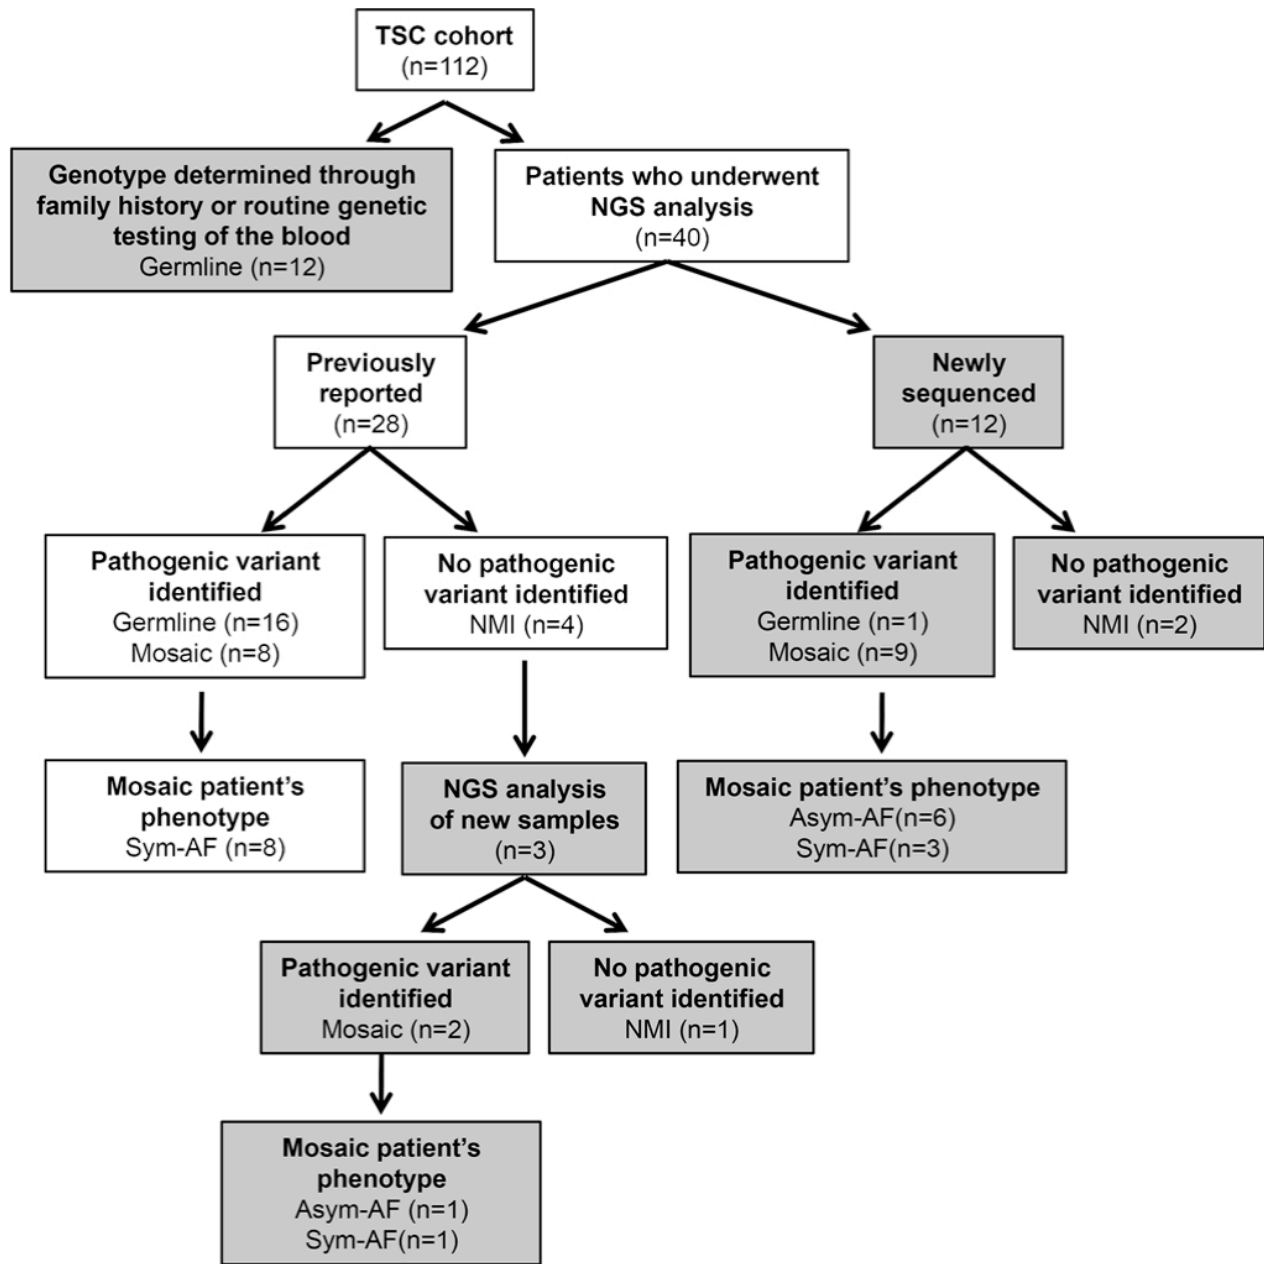 TSC cohort
(n=112)
Genotype determined through
family history or routine genetic
testing of the blood
Germline (n=12)
Patients who underwent
NGS analysis
(n=40)
Previously
reported
(n=28)
Newly
sequenced
(n=12)
Pathogenic variant
identified
Germline (n=16)
Mosaic (n=8)
No pathogenic
variant identified
NMI (n=4)
Pathogenic variant
identified
Germline (n=1)
Mosaic (n=9)
No pathogenic
variant identified
NMI (n=2)
Mosaic patient’s
phenotype
Sym-AF (n=8)
NGS analysis
of new samples
(n=3)
Mosaic patient’s phenotype
Asym-AF(n=6)
Sym-AF(n=3)
Pathogenic variant
identified
Mosaic (n=2)
No pathogenic
variant identified
NMI (n=1)
Mosaic patient’s
phenotype
Asym-AF (n=1)
Sym-AF(n=1)